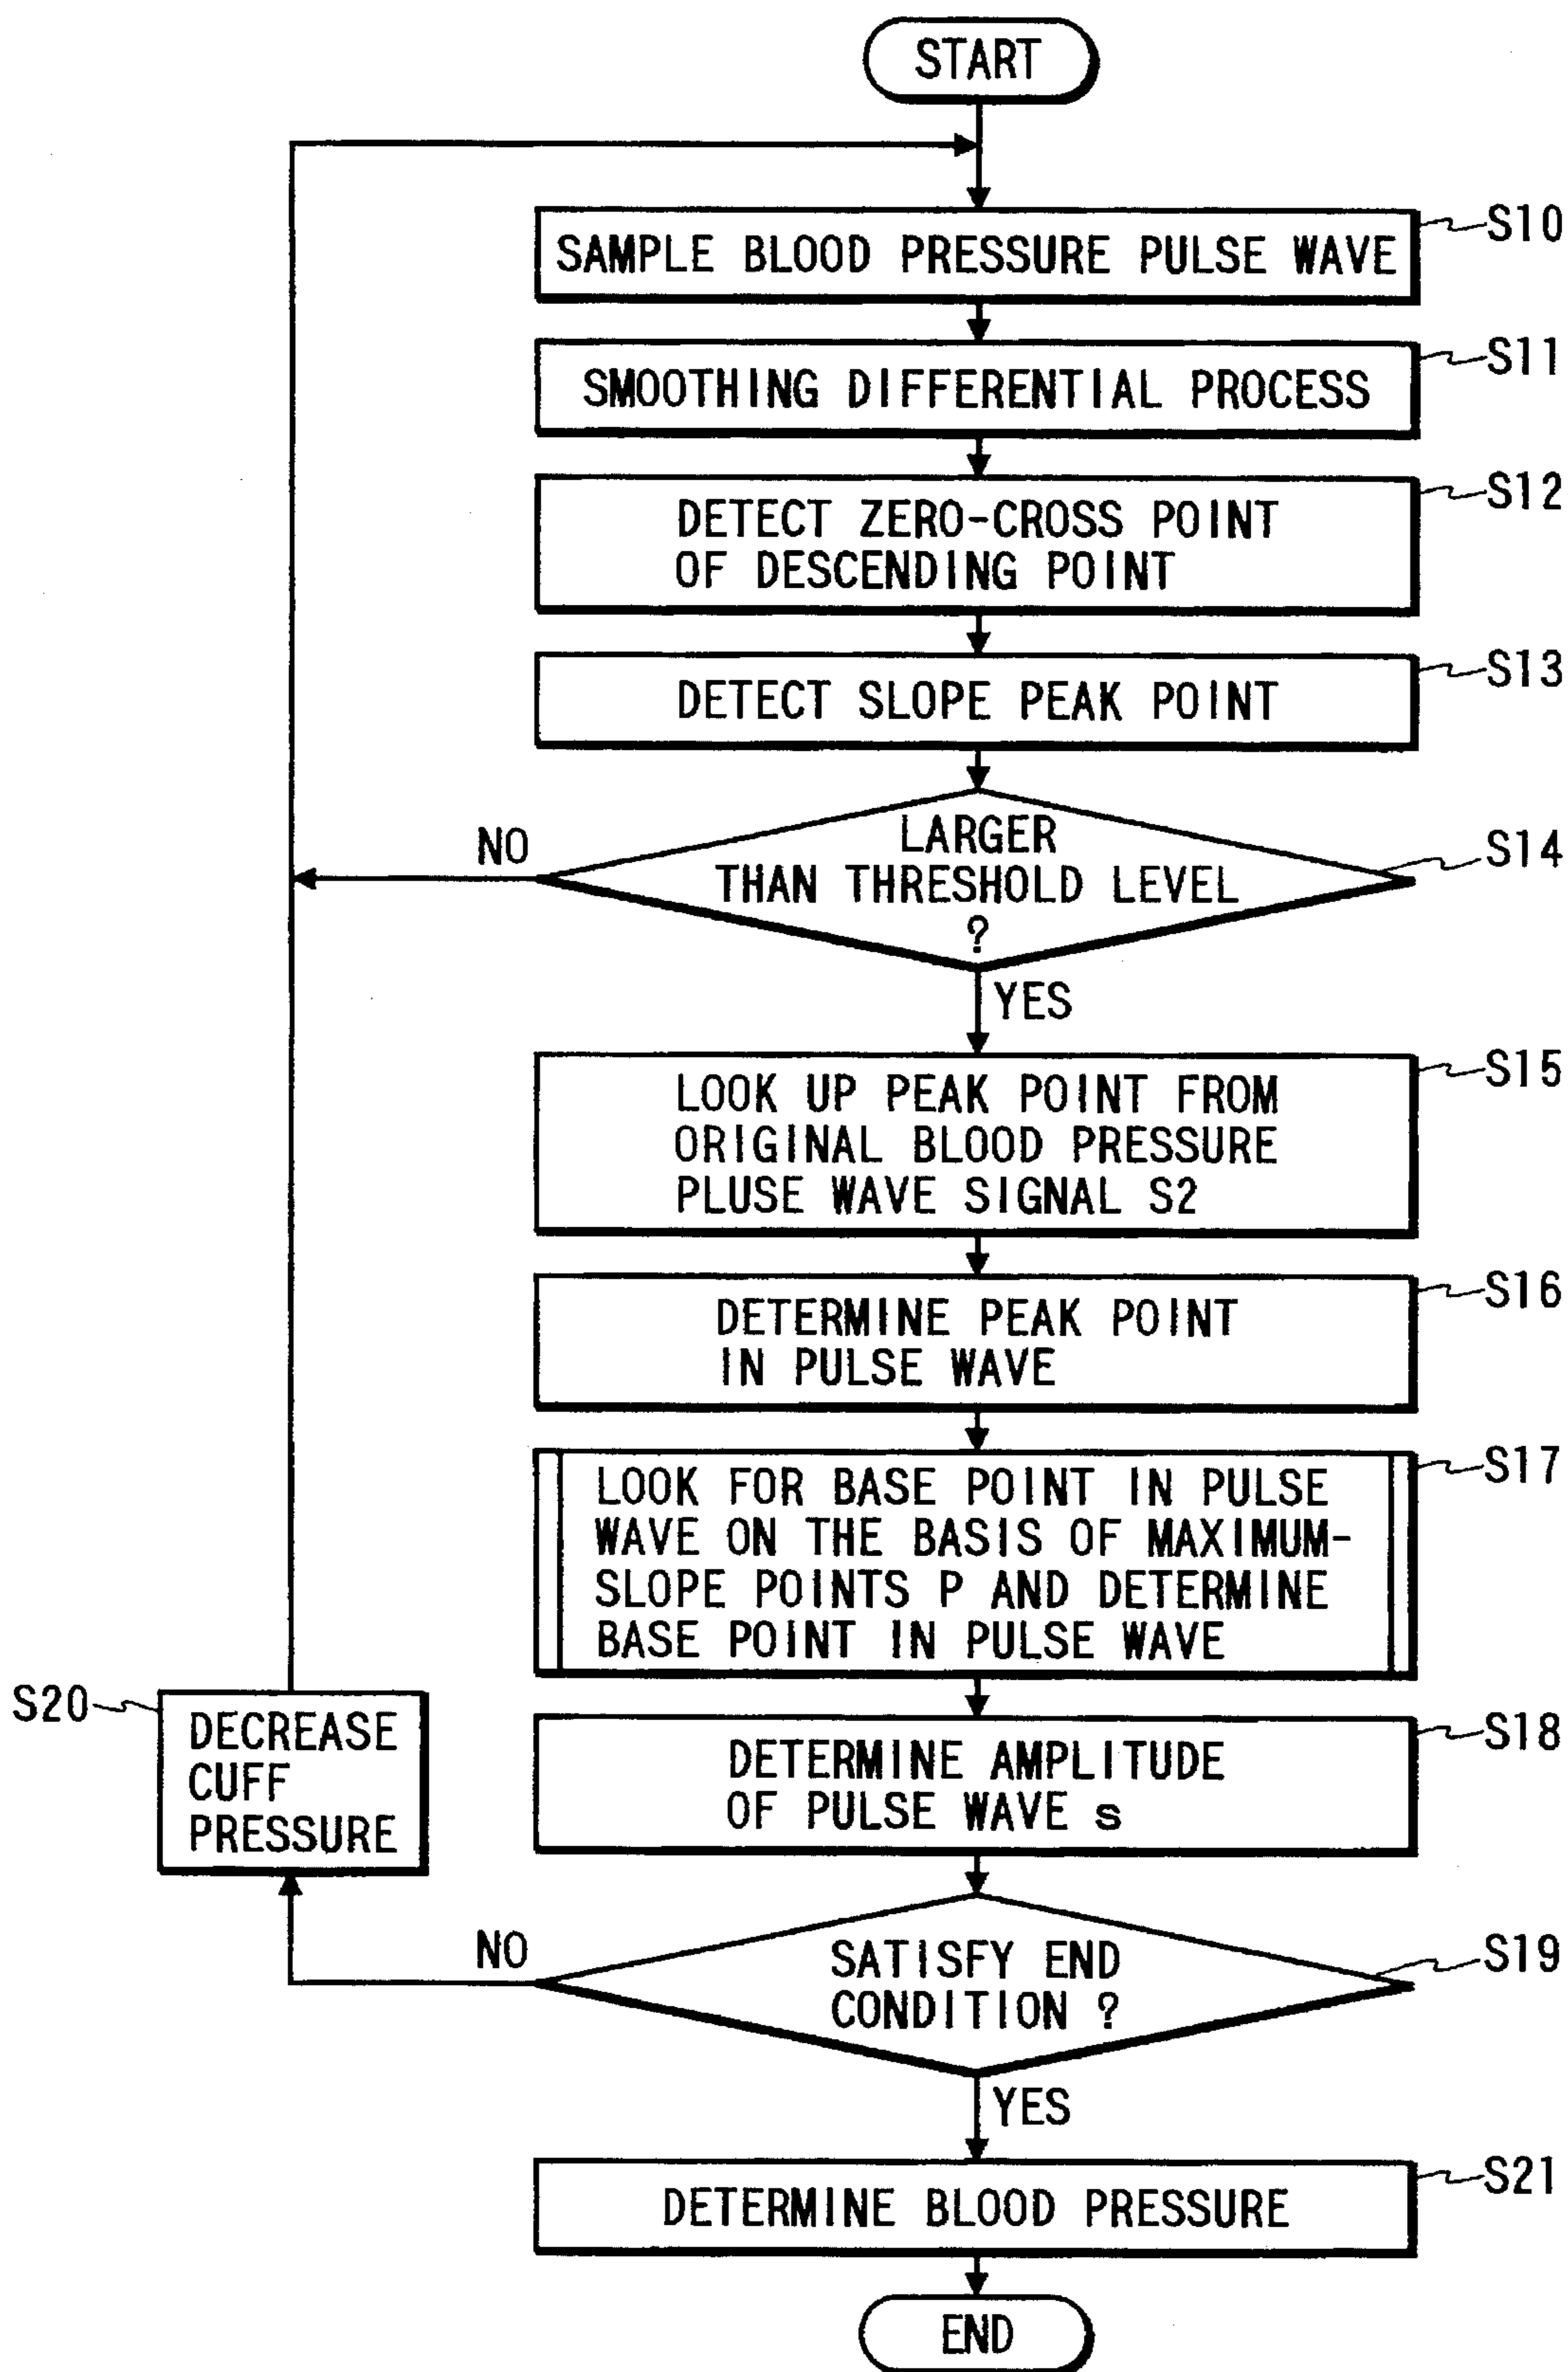 START
SAMPLE BLOOD PRESSURE PULSE WAVE
S10
SMOOTHING DIFFERENTIAL PROCESS
S11
DETECT ZERO-CROSS POINT
OF DESCENDING POINT
S12
DETECT SLOPE PEAK POINT
S13
LARGER
THAN THRESHOLD LEVEL
?
S14
NO
YES
LOOK UP PEAK POINT FROM
ORIGINAL BLOOD PRESSURE
PLUSE WAVE SIGNAL S2
S15
DETERMINE PEAK POINT
IN PULSE WAVE
S16
LOOK FOR BASE POINT IN PULSE
WAVE ON THE BASIS OF MAXIMUM-
SLOPE POINTS P AND DETERMINE
BASE POINT IN PULSE WAVE
S17
S20
DECREASE
CUFF
PRESSURE
DETERMINE AMPLITUDE
OF PULSE WAVE s
S18
SATISFY END
CONDITION ?
S19
NO
YES
DETERMINE BLOOD PRESSURE
S21
END